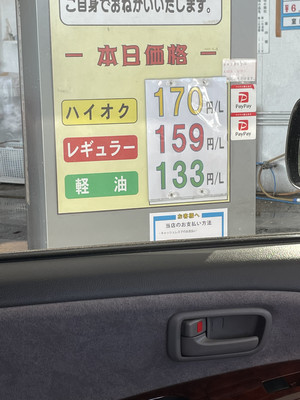 ご自身でおねがいいたします。
― 本日価格 ―
ハイオク 170円/L
レギュラー 159円/L
軽油 133円/L
PayPay
PayPay
お客様へ
当店のお支払い方法